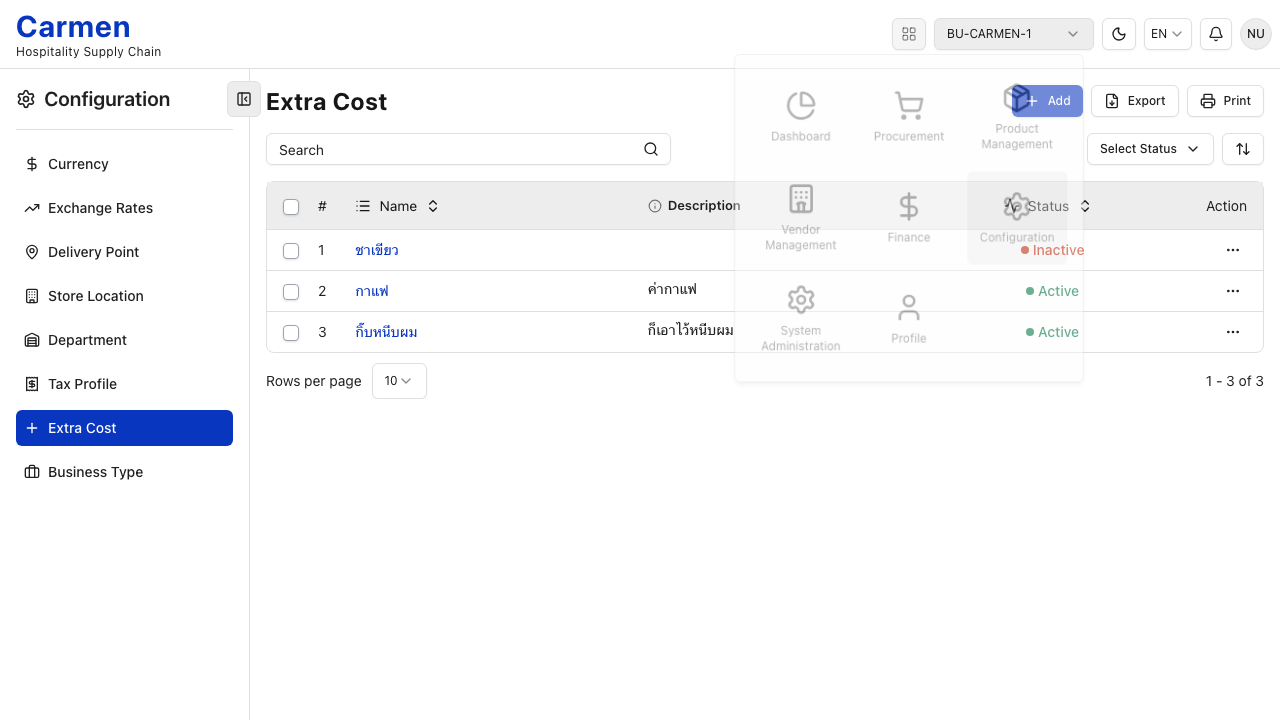 Carmen
Hospitality Supply Chain
BU-CARMEN-1
EN
NU
Configuration
Currency
Exchange Rates
Delivery Point
Store Location
Department
Tax Profile
Extra Cost
Business Type
Extra Cost
Add
Export
Print
Search
Select Status
Dashboard
Procurement
Product
Management
Vendor
Management
Finance
Configuration
System
Administration
Profile
# Name Description Status Action
1 ชาเขียว Inactive
2 กาแฟ ค่ากาแฟ Active
3 กิ๊บหนีบผม ก็เอาไว้หนีบผม Active
Rows per page 10 1 - 3 of 3